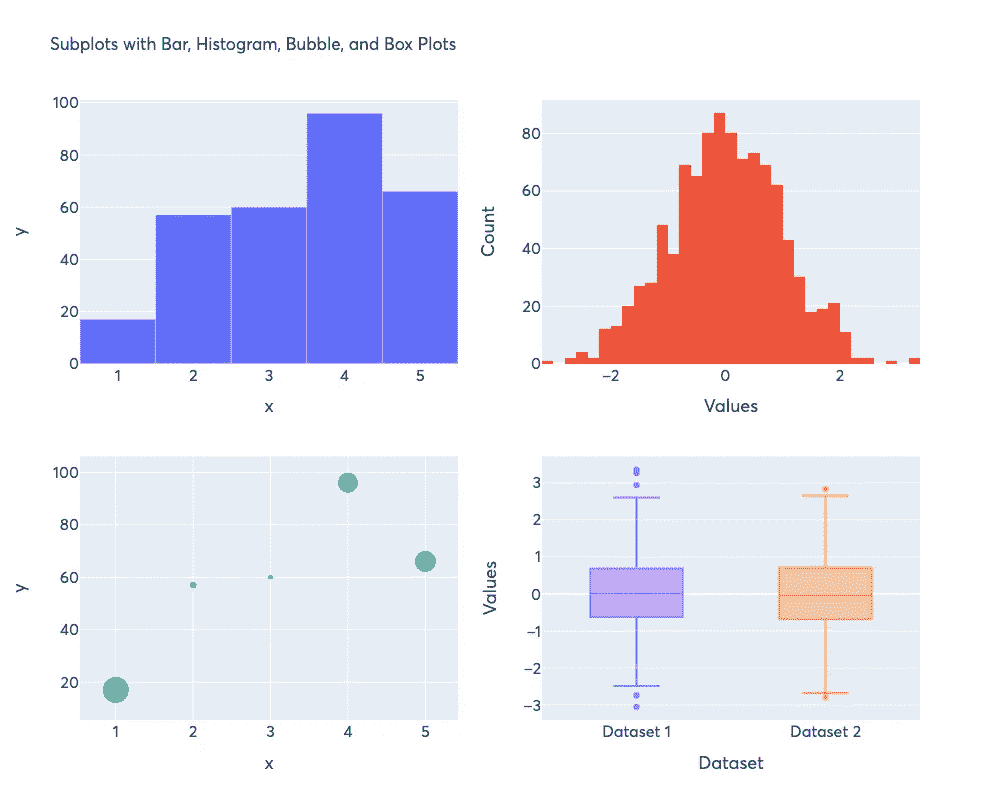 Subplots with Bar, Histogram, Bubble, and Box Plots
100
80
60
40
20
0
y
1 2 3 4 5
x
80
60
40
20
0
Count
−2 0 2
Values
100
80
60
40
20
y
1 2 3 4 5
x
3
2
1
0
−1
−2
−3
Values
Dataset 1 Dataset 2
Dataset